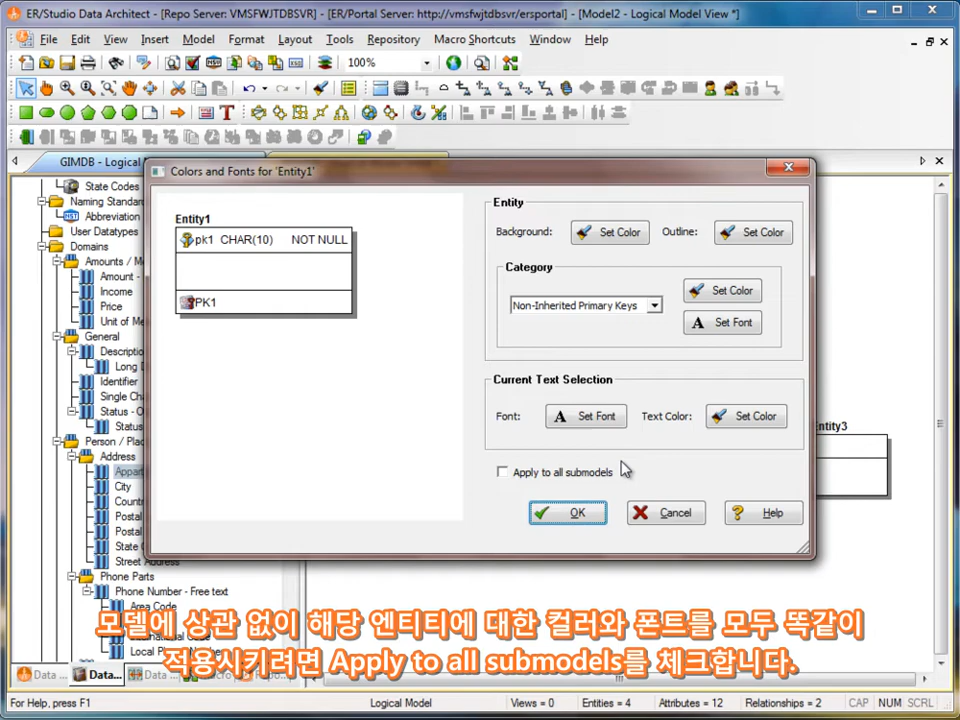 ER/Studio Data Architect - [Repo Server: VMSFWJTDBSVR] - [ER/Portal Server: http://vmsfwjtdbsvr/ersportal] - [Model2 - Logical Model View *]
File Edit View Insert Model Format Layout Tools Repository Macro Shortcuts Window Help
100%
GIMDB - Logical
State Codes
Naming Standard
Abbreviation
User Datatypes
Domains
Amounts / M
Amount -
Income
Price
Unit of Me
General
Descriptio
Long D
Identifier
Single Cha
Status - O
Status
Person / Plac
Address
Appart
City
Countr
Postal
Postal
State C
Street Address
Phone Parts
Phone Number - Free text
Area Code
Local Pho
Colors and Fonts for 'Entity1'
Entity1
pk1 CHAR(10) NOT NULL
PK1
Entity
Background: Set Color Outline: Set Color
Category
Non-Inherited Primary Keys Set Color
Set Font
Current Text Selection
Font: Set Font Text Color: Set Color
Apply to all submodels
OK Cancel Help
Entity3
모델에 상관 없이 해당 엔티티에 대한 컬러와 폰트를 모두 똑같이
적용시키려면 Apply to all submodels를 체크합니다.
Data ... Data... Data
For Help, press F1 Logical Model Views = 0 Entities = 4 Attributes = 12 Relationships = 2 CAP NUM SCRL